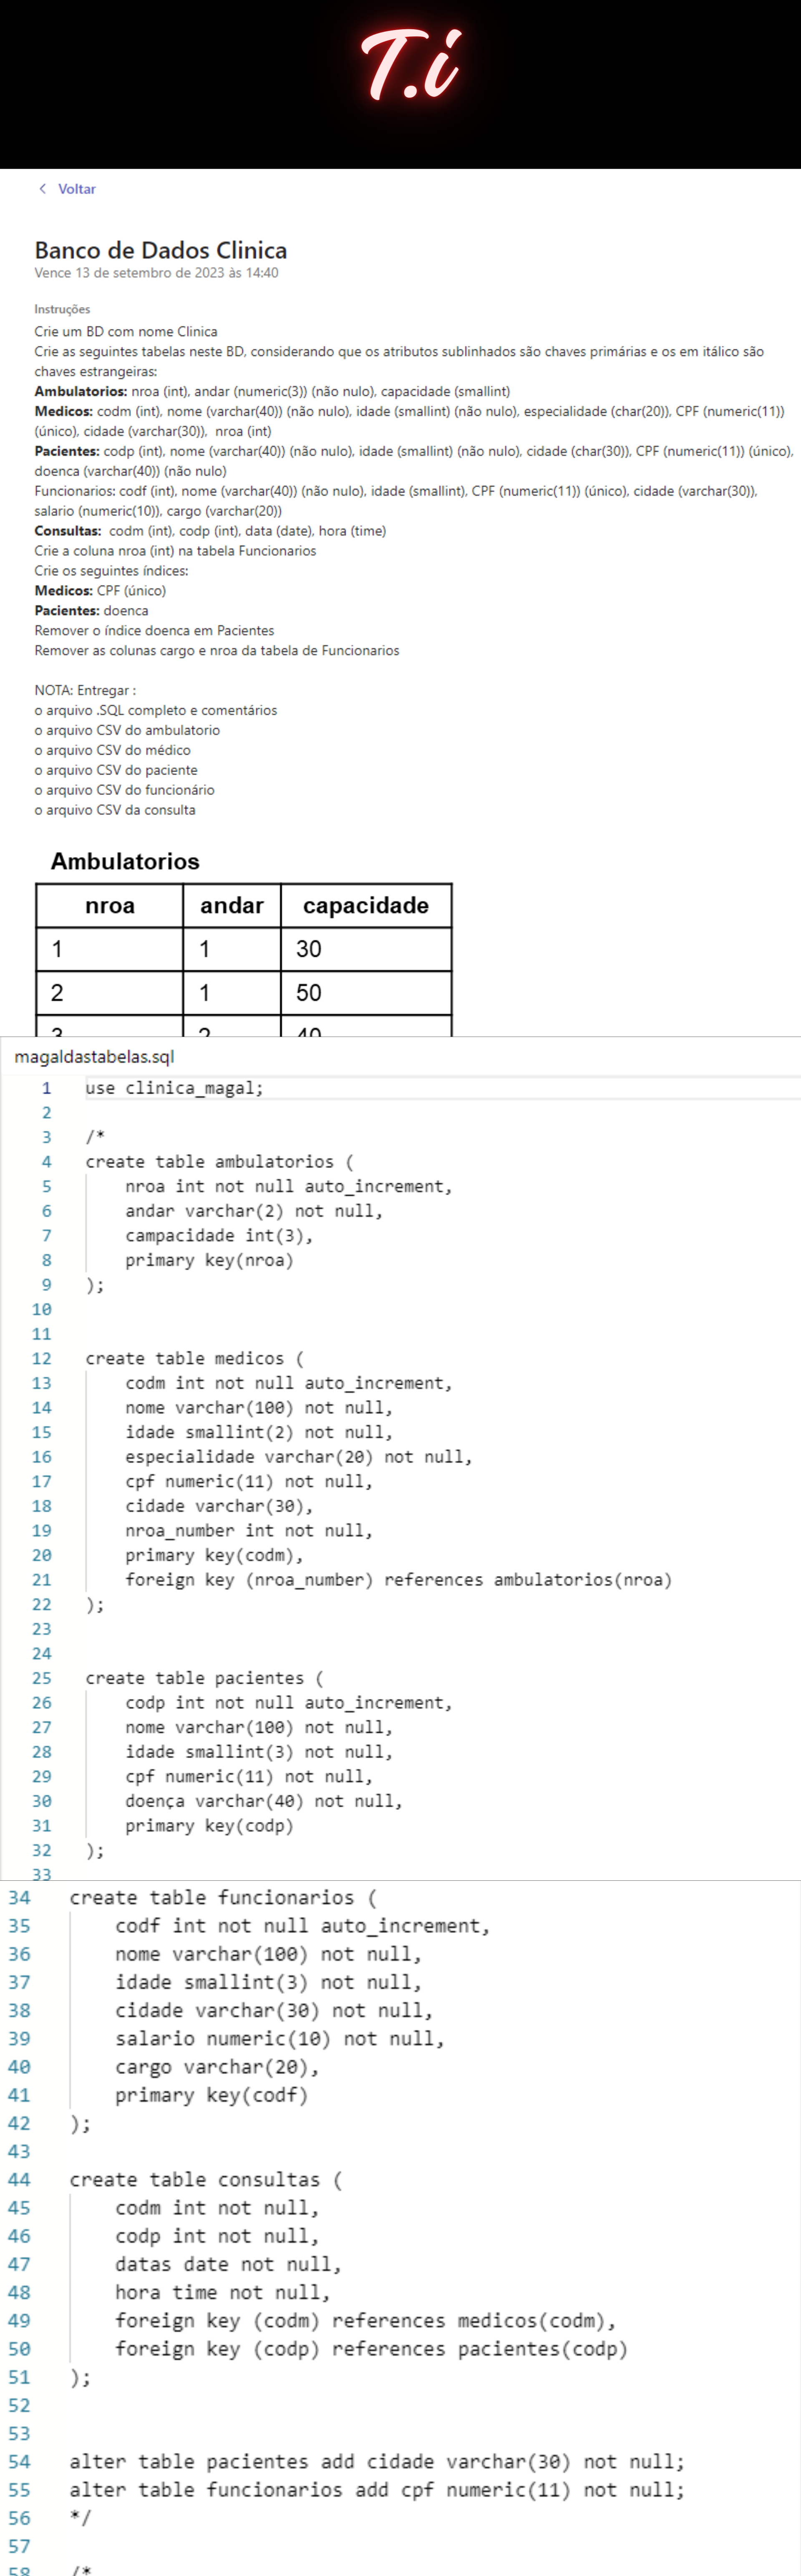 T.i
Voltar
Banco de Dados Clinica
Vence 13 de setembro de 2023 às 14:40
Instruções
Crie um BD com nome Clinica
Crie as seguintes tabelas neste BD, considerando que os atributos sublinhados são chaves primárias e os em itálico são
chaves estrangeiras:
Ambulatorios: nroa (int), andar (numeric(3)) (não nulo), capacidade (smallint)
Medicos: codm (int), nome (varchar(40)) (não nulo), idade (smallint) (não nulo), especialidade (char(20)), CPF (numeric(11))
(único), cidade (varchar(30)), nroa (int)
Pacientes: codp (int), nome (varchar(40)) (não nulo), idade (smallint) (não nulo), cidade (char(30)), CPF (numeric(11)) (único),
doenca (varchar(40)) (não nulo)
Funcionarios: codf (int), nome (varchar(40)) (não nulo), idade (smallint), CPF (numeric(11)) (único), cidade (varchar(30)),
salario (numeric(10)), cargo (varchar(20))
Consultas: codm (int), codp (int), data (date), hora (time)
Crie a coluna nroa (int) na tabela Funcionarios
Crie os seguintes índices:
Medicos: CPF (único)
Pacientes: doenca
Remover o índice doenca em Pacientes
Remover as colunas cargo e nroa da tabela de Funcionarios
NOTA: Entregar :
o arquivo .SQL completo e comentários
o arquivo CSV do ambulatorio
o arquivo CSV do médico
o arquivo CSV do paciente
o arquivo CSV do funcionário
o arquivo CSV da consulta
Ambulatorios
nroa andar capacidade
1 1 30
2 1 50
3 2 40
magaldastabelas.sql
1 use clinica_magal;
2
3 /*
4 create table ambulatorios (
5 nroa int not null auto_increment,
6 andar varchar(2) not null,
7 campacidade int(3),
8 primary key(nroa)
9 );
10
11
12 create table medicos (
13 codm int not null auto_increment,
14 nome varchar(100) not null,
15 idade smallint(2) not null,
16 especialidade varchar(20) not null,
17 cpf numeric(11) not null,
18 cidade varchar(30),
19 nroa_number int not null,
20 primary key(codm),
21 foreign key (nroa_number) references ambulatorios(nroa)
22 );
23
24
25 create table pacientes (
26 codp int not null auto_increment,
27 nome varchar(100) not null,
28 idade smallint(3) not null,
29 cpf numeric(11) not null,
30 doença varchar(40) not null,
31 primary key(codp)
32 );
33
34 create table funcionarios (
35 codf int not null auto_increment,
36 nome varchar(100) not null,
37 idade smallint(3) not null,
38 cidade varchar(30) not null,
39 salario numeric(10) not null,
40 cargo varchar(20),
41 primary key(codf)
42 );
43
44 create table consultas (
45 codm int not null,
46 codp int not null,
47 datas date not null,
48 hora time not null,
49 foreign key (codm) references medicos(codm),
50 foreign key (codp) references pacientes(codp)
51 );
52
53
54 alter table pacientes add cidade varchar(30) not null;
55 alter table funcionarios add cpf numeric(11) not null;
56 */
57
58 /*